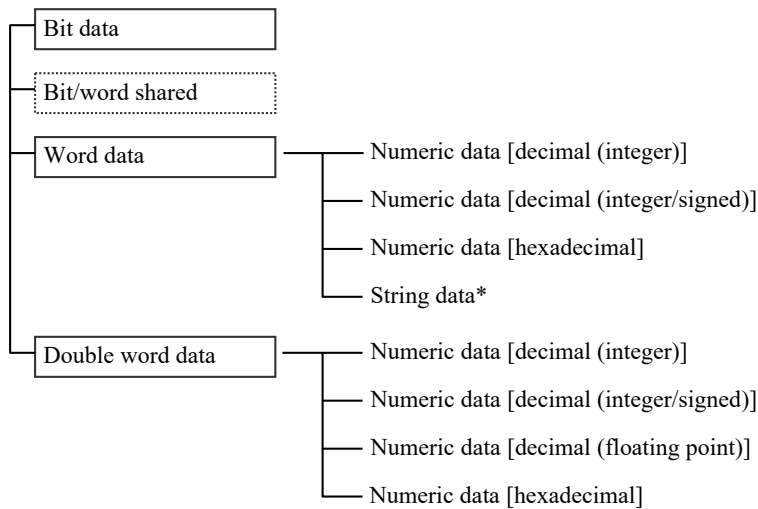 Bit data
Bit/word shared
Word data
Numeric data [decimal (integer)]
Numeric data [decimal (integer/signed)]
Numeric data [hexadecimal]
String data*
Double word data
Numeric data [decimal (integer)]
Numeric data [decimal (integer/signed)]
Numeric data [decimal (floating point)]
Numeric data [hexadecimal]